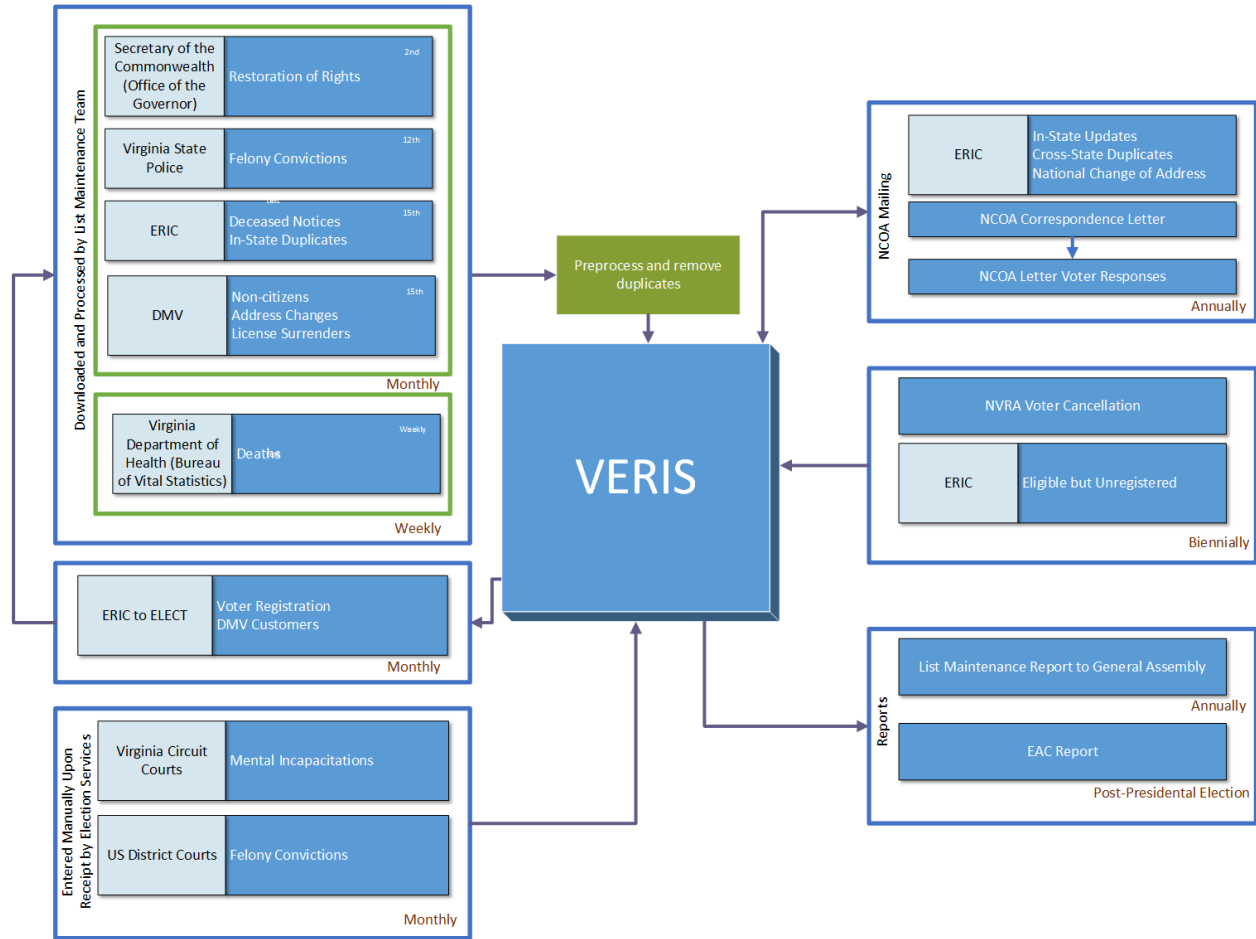 Downloaded and Processed by List Maintenance Team
Secretary of the
Commonwealth
(Office of the
Governor)
2nd
Restoration of Rights
Virginia State
Police
12th
Felony Convictions
ERIC
15th
Deceased Notices
In-State Duplicates
DMV
15th
Non-citizens
Address Changes
License Surrenders
Monthly
Virginia
Department of
Health (Bureau
of Vital Statistics)
Weekly
Deaths
Weekly
ERIC to ELECT
Voter Registration
DMV Customers
Monthly
Entered Manually Upon
Receipt by Election Services
Virginia Circuit
Courts
Mental Incapacitations
US District Courts
Felony Convictions
Monthly
Preprocess and remove
duplicates
VERIS
NCOA Mailing
ERIC
In-State Updates
Cross-State Duplicates
National Change of Address
NCOA Correspondence Letter
NCOA Letter Voter Responses
Annually
NVRA Voter Cancellation
ERIC
Eligible but Unregistered
Biennially
Reports
List Maintenance Report to General Assembly
Annually
EAC Report
Post-Presidential Election